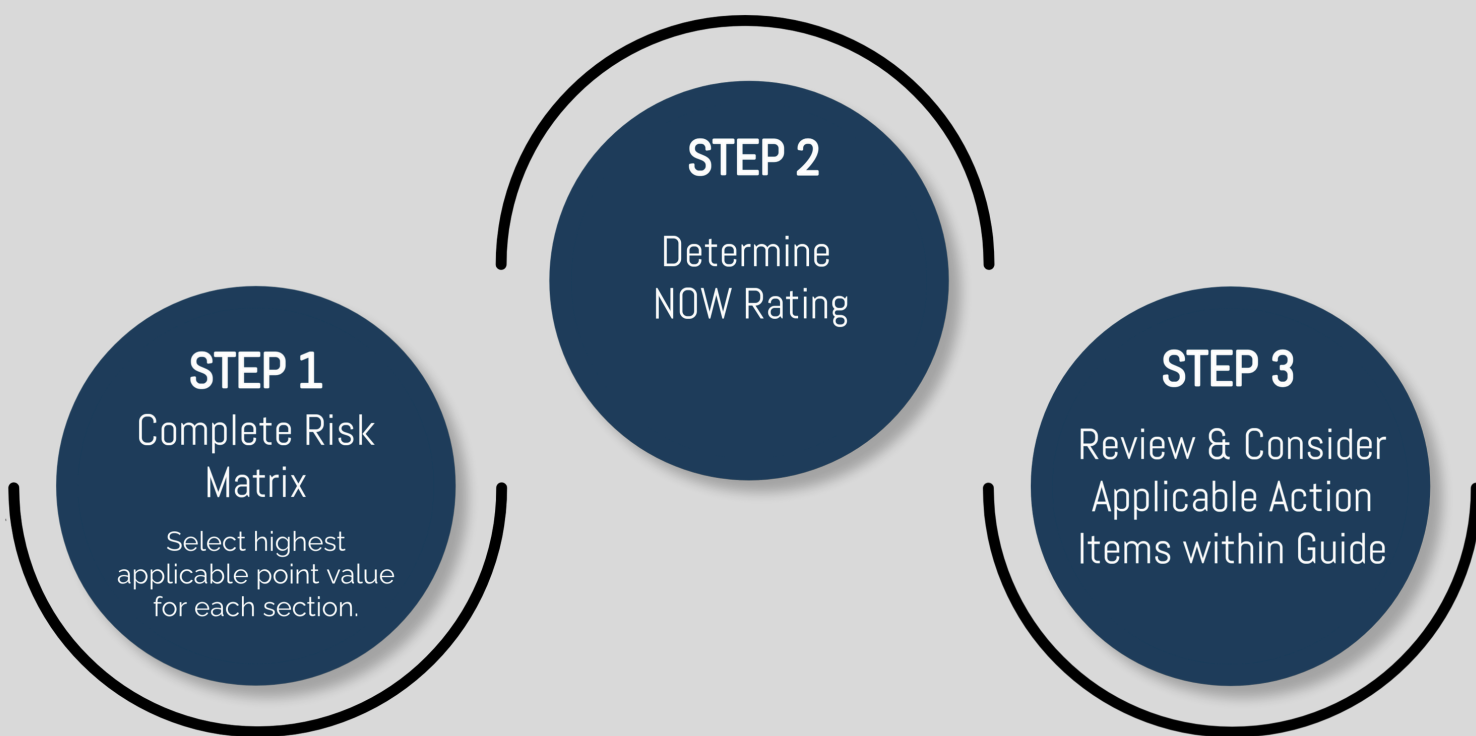 STEP 1
Complete Risk
Matrix
Select highest
applicable point value
for each section.
STEP 2
Determine
NOW Rating
STEP 3
Review & Consider
Applicable Action
Items within Guide